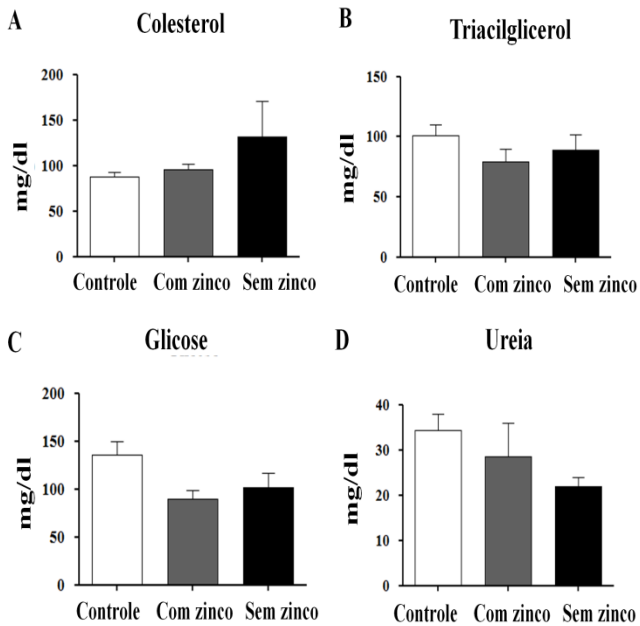 A
Colesterol
mg/dl
200
150
100
50
0
Controle Com zinco Sem zinco
B
Triacilglicerol
mg/dl
150
100
50
0
Controle Com zinco Sem zinco
C
Glicose
mg/dl
200
150
100
50
0
Controle Com zinco Sem zinco
D
Ureia
mg/dl
40
30
20
10
0
Controle Com zinco Sem zinco